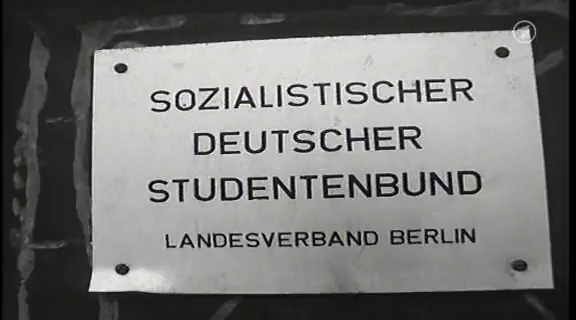 SOZIALISTISCHER
DEUTSCHER
STUDENTENBUND
LANDESVERBAND BERLIN